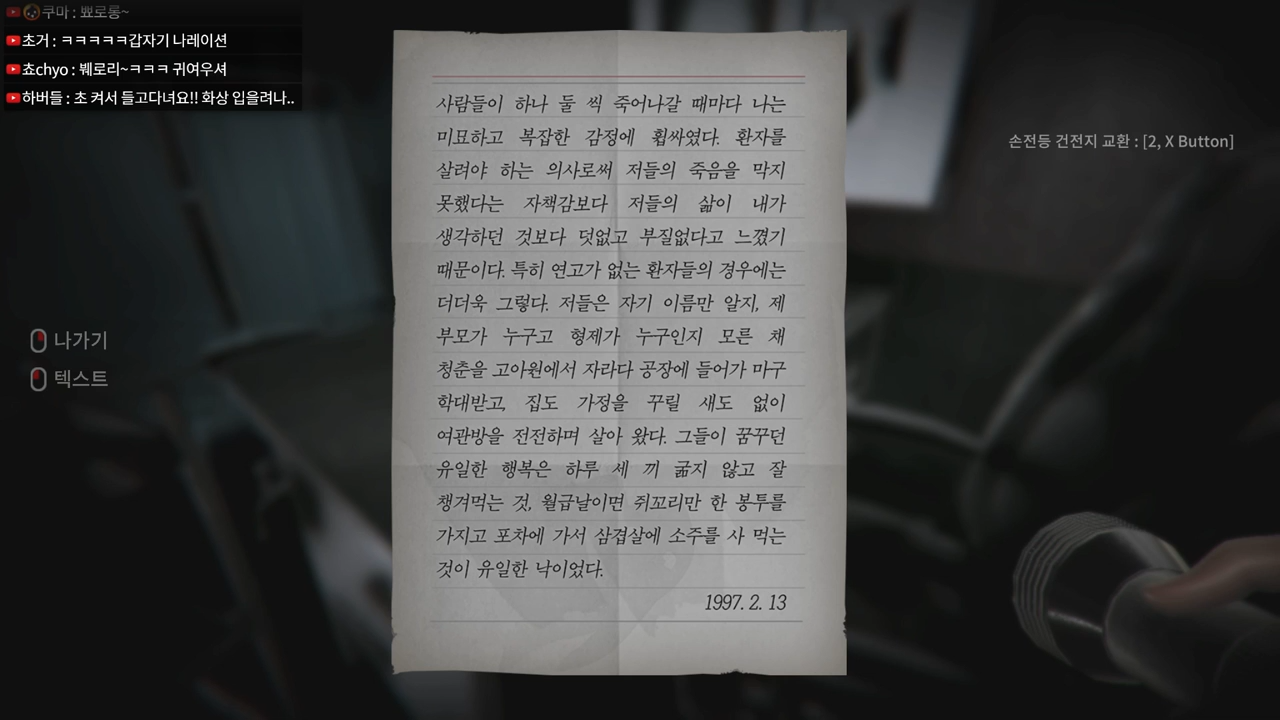 쿠마 : 뾰로롱~
초거 : ㅋㅋㅋㅋㅋ갑자기 나레이션
쵸chyo : 붸로리~ㅋㅋㅋ 귀여우셔
하버들 : 초 켜서 들고다녀요!! 화상 입을려나..
손전등 건전지 교환 : [2, X Button]
나가기
텍스트
사람들이 하나 둘 씩 죽어나갈 때마다 나는
미묘하고 복잡한 감정에 휩싸였다. 환자를
살려야 하는 의사로써 저들의 죽음을 막지
못했다는 자책감보다 저들의 삶이 내가
생각하던 것보다 덧없고 부질없다고 느꼈기
때문이다. 특히 연고가 없는 환자들의 경우에는
더더욱 그렇다. 저들은 자기 이름만 알지, 제
부모가 누구고 형제가 누구인지 모른 채
청춘을 고아원에서 자라다 공장에 들어가 마구
학대받고, 집도 가정을 꾸릴 새도 없이
여관방을 전전하며 살아 왔다. 그들이 꿈꾸던
유일한 행복은 하루 세 끼 굶지 않고 잘
챙겨먹는 것, 월급날이면 쥐꼬리만 한 봉투를
가지고 포차에 가서 삼겹살에 소주를 사 먹는
것이 유일한 낙이었다.
1997. 2. 13